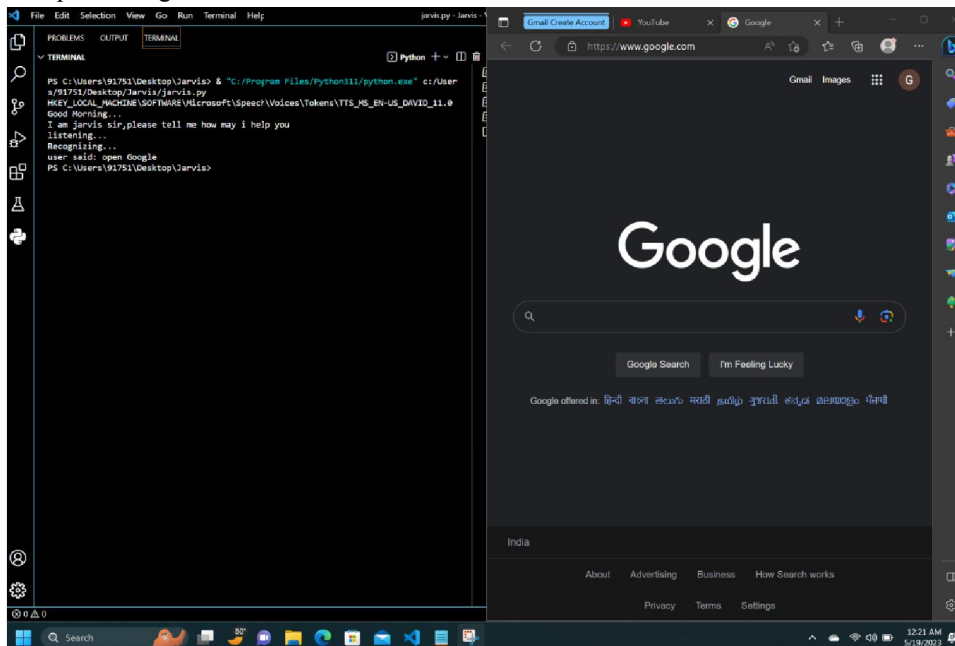 File Edit Selection View Go Run Terminal Help
jarvis.py - Jarvis -
PROBLEMS OUTPUT TERMINAL
TERMINAL
Python
PS C:\Users\91751\Desktop\Jarvis> & "C:/Program Files/Python311/python.exe" c:/User
s/91751/Desktop/Jarvis/jarvis.py
HKEY_LOCAL_MACHINE\SOFTWARE\Microsoft\Speech\Voices\Tokens\TTS_MS_EN-US_DAVID_11.0
Good Morning...
I am jarvis sir,please tell me how may i help you
listening...
Recognizing...
user said: open Google
PS C:\Users\91751\Desktop\Jarvis>
0 0
Gmail Create Account YouTube Google
https://www.google.com
Gmail Images G
Google
Google Search I'm Feeling Lucky
Google offered in: हिन्दी বাংলা తెలుగు मराठी தமிழ் ગુજરાતી ಕನ್ನಡ മലയാളം ਪੰਜਾਬੀ
India
About Advertising Business How Search works
Privacy Terms Settings
Search
80°
12:21 AM
5/19/2023